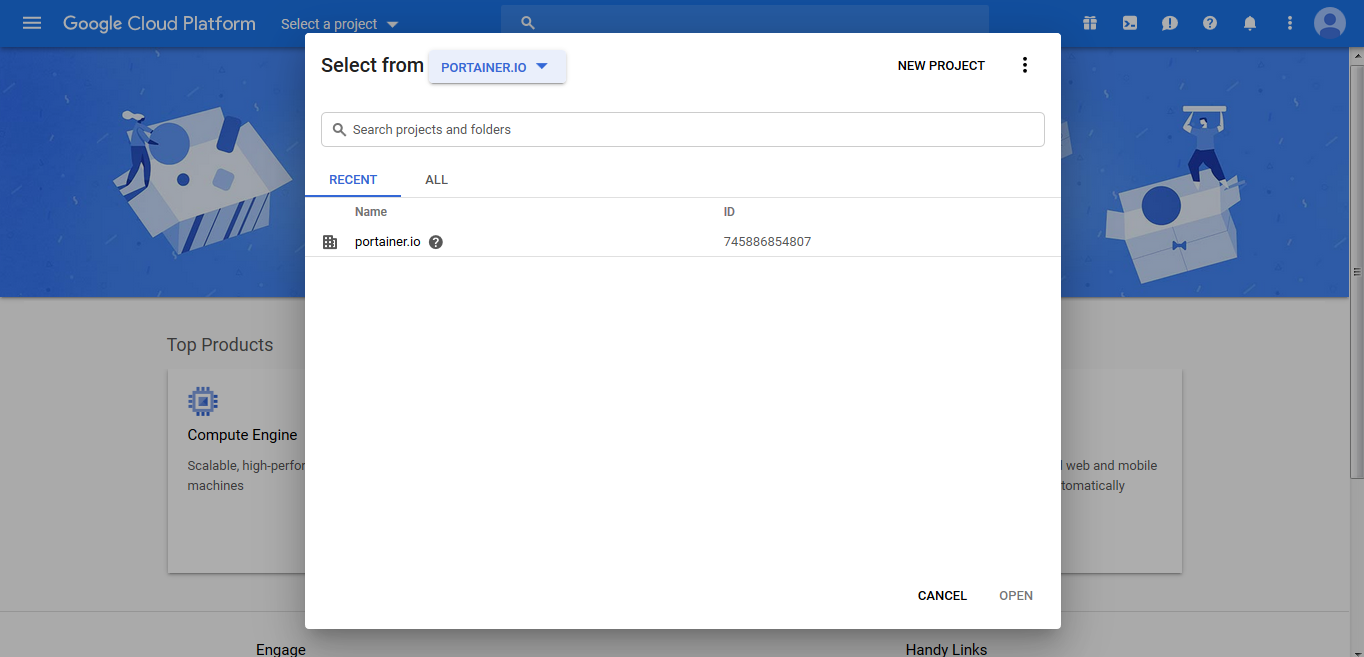 Google Cloud Platform
Select a project
Select from PORTAINER.IO
NEW PROJECT
Search projects and folders
RECENT ALL
Name ID
portainer.io 745886854807
Top Products
Compute Engine
Scalable, high-perfor
machines
web and mobile
tomatically
CANCEL OPEN
Engage
Handy Links